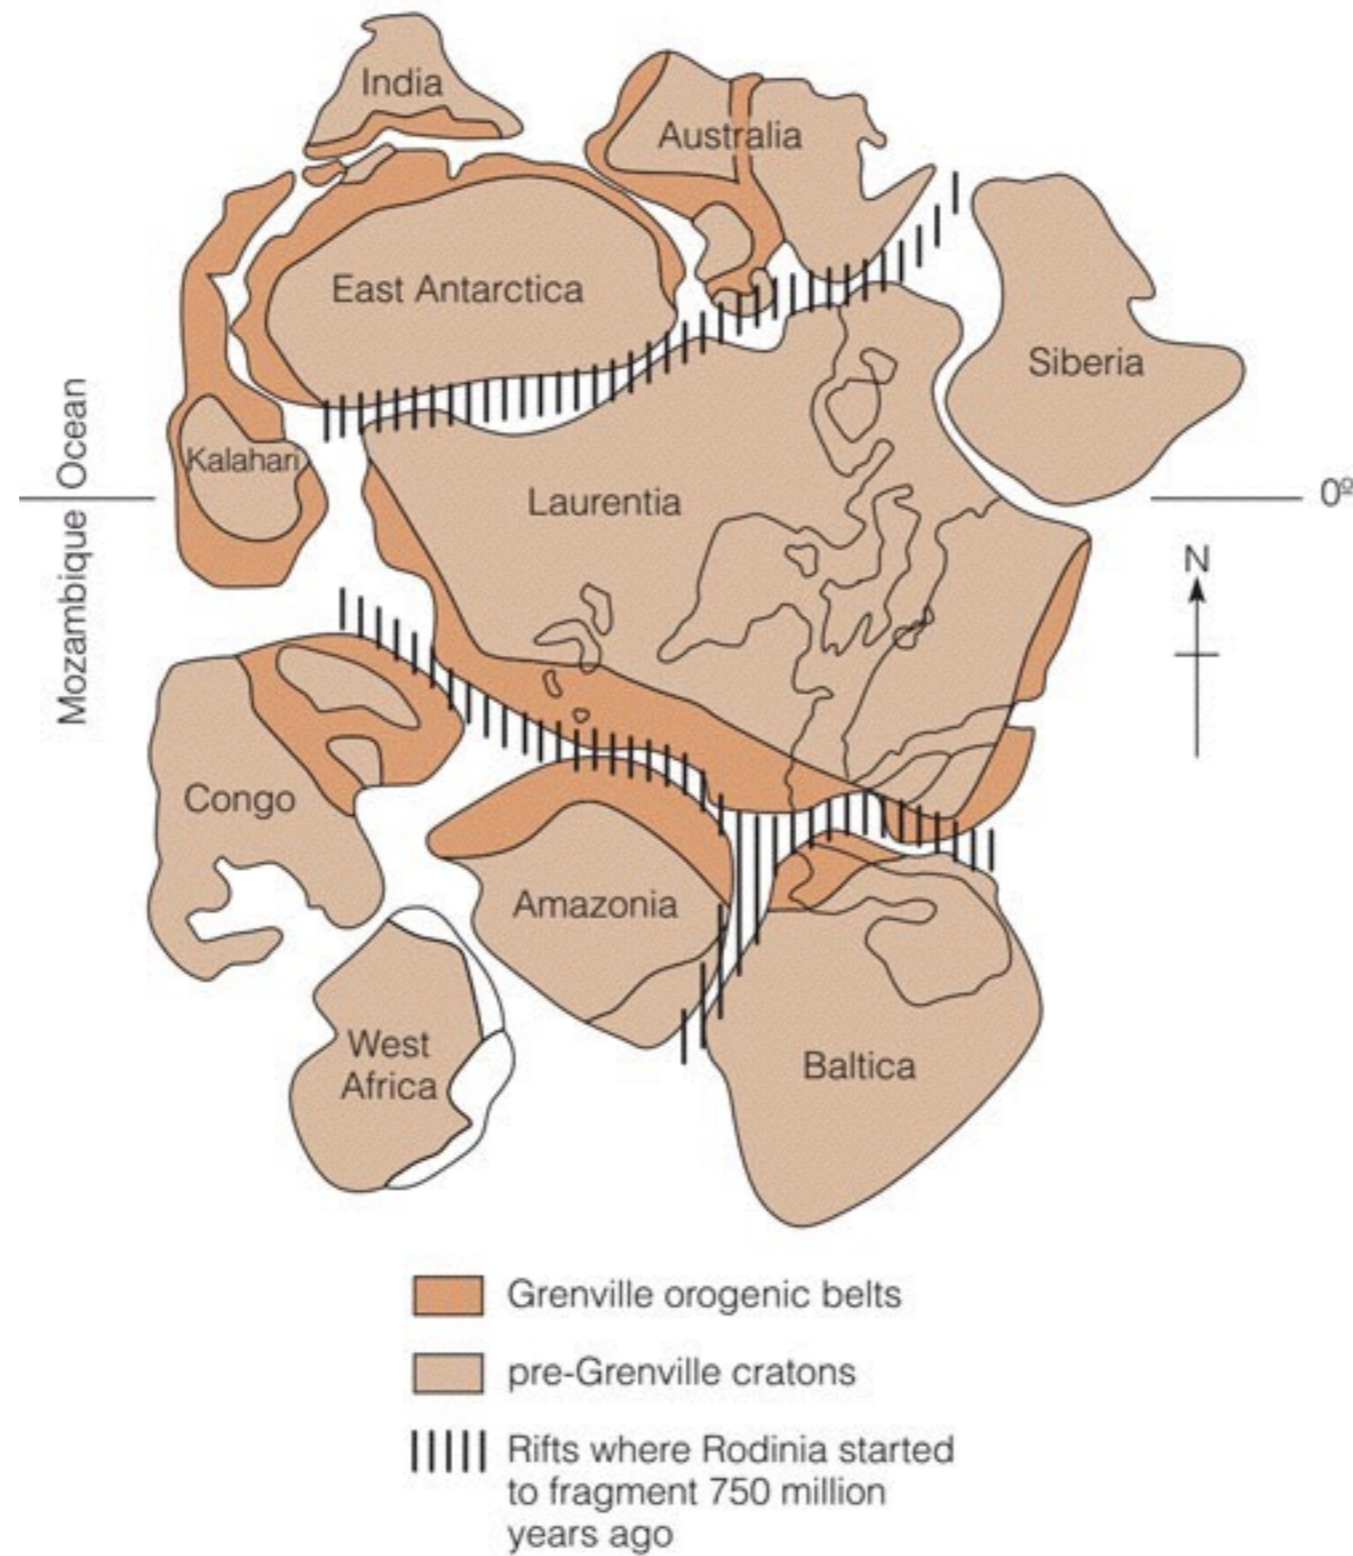 India
Australia
East Antarctica
Siberia
Kalahari
Laurentia
0º
Mozambique Ocean
N
Congo
Amazonia
West
Africa
Baltica
Grenville orogenic belts
pre-Grenville cratons
Rifts where Rodinia started
to fragment 750 million
years ago